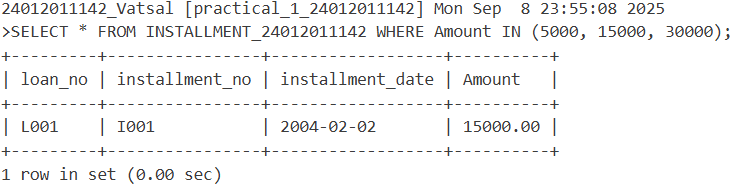 24012011142_Vatsal [practical_1_24012011142] Mon Sep  8 23:55:08 2025
>SELECT * FROM INSTALLMENT_24012011142 WHERE Amount IN (5000, 15000, 30000);
+---------+----------------+------------------+----------+
| loan_no | installment_no | installment_date | Amount   |
+---------+----------------+------------------+----------+
| L001    | I001           | 2004-02-02       | 15000.00 |
+---------+----------------+------------------+----------+
1 row in set (0.00 sec)